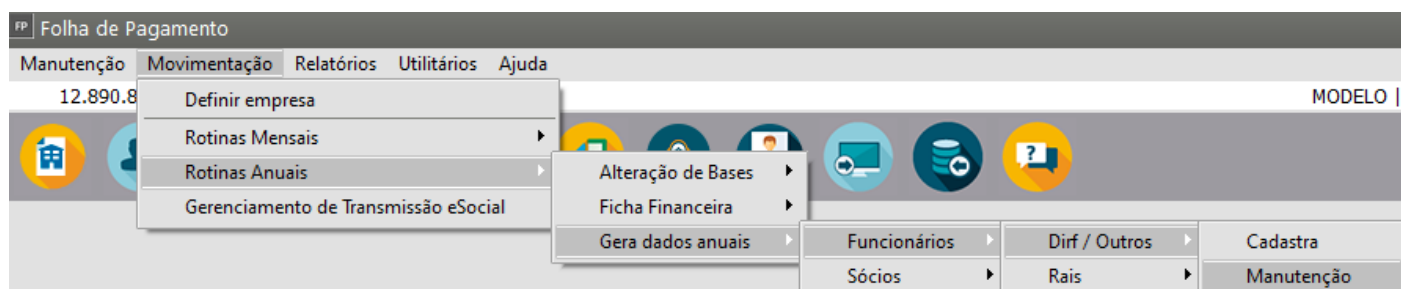 FP Folha de Pagamento
Manutenção Movimentação Relatórios Utilitários Ajuda
12.890.8 MODELO |
Definir empresa
Rotinas Mensais
Rotinas Anuais
Gerenciamento de Transmissão eSocial
Alteração de Bases
Ficha Financeira
Gera dados anuais
Funcionários
Sócios
Dirf / Outros
Rais
Cadastra
Manutenção